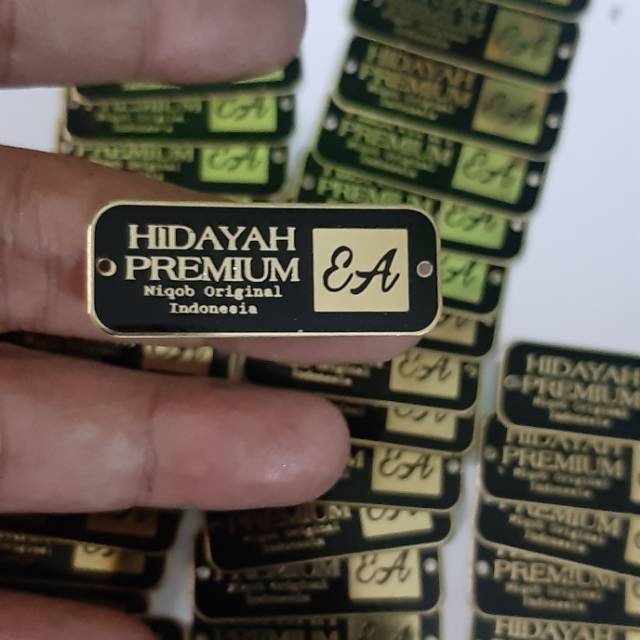 HIDAYAH
PREMIUM
Niqob Original
Indonesia
EA